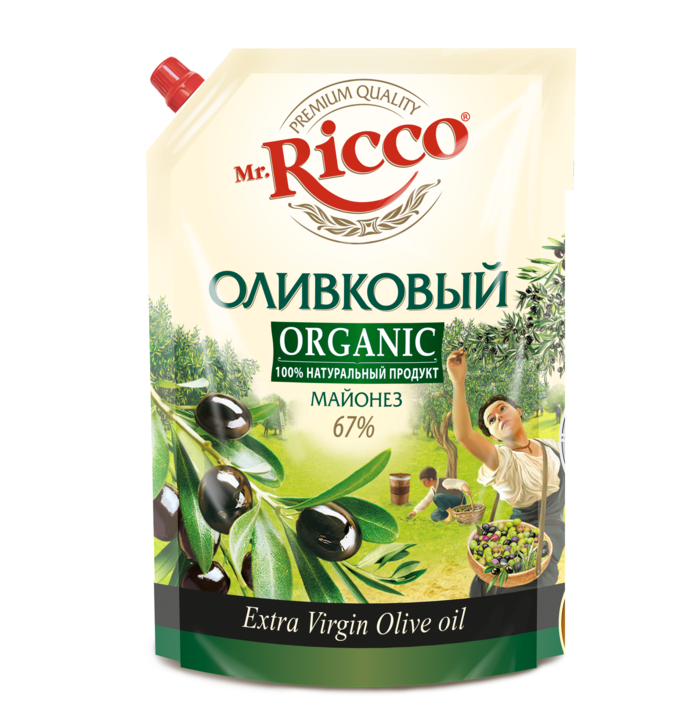 PREMIUM QUALITY
Mr. Ricco®
ОЛИВКОВЫЙ
ORGANIC
100% НАТУРАЛЬНЫЙ ПРОДУКТ
МАЙОНЕЗ
67%
Extra Virgin Olive oil